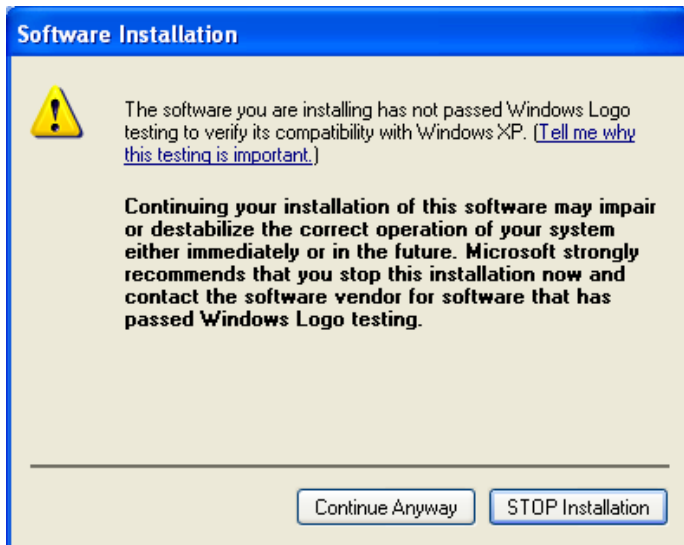 Software Installation
The software you are installing has not passed Windows Logo
testing to verify its compatibility with Windows XP. (Tell me why
this testing is important.)
Continuing your installation of this software may impair
or destabilize the correct operation of your system
either immediately or in the future. Microsoft strongly
recommends that you stop this installation now and
contact the software vendor for software that has
passed Windows Logo testing.
Continue Anyway
STOP Installation